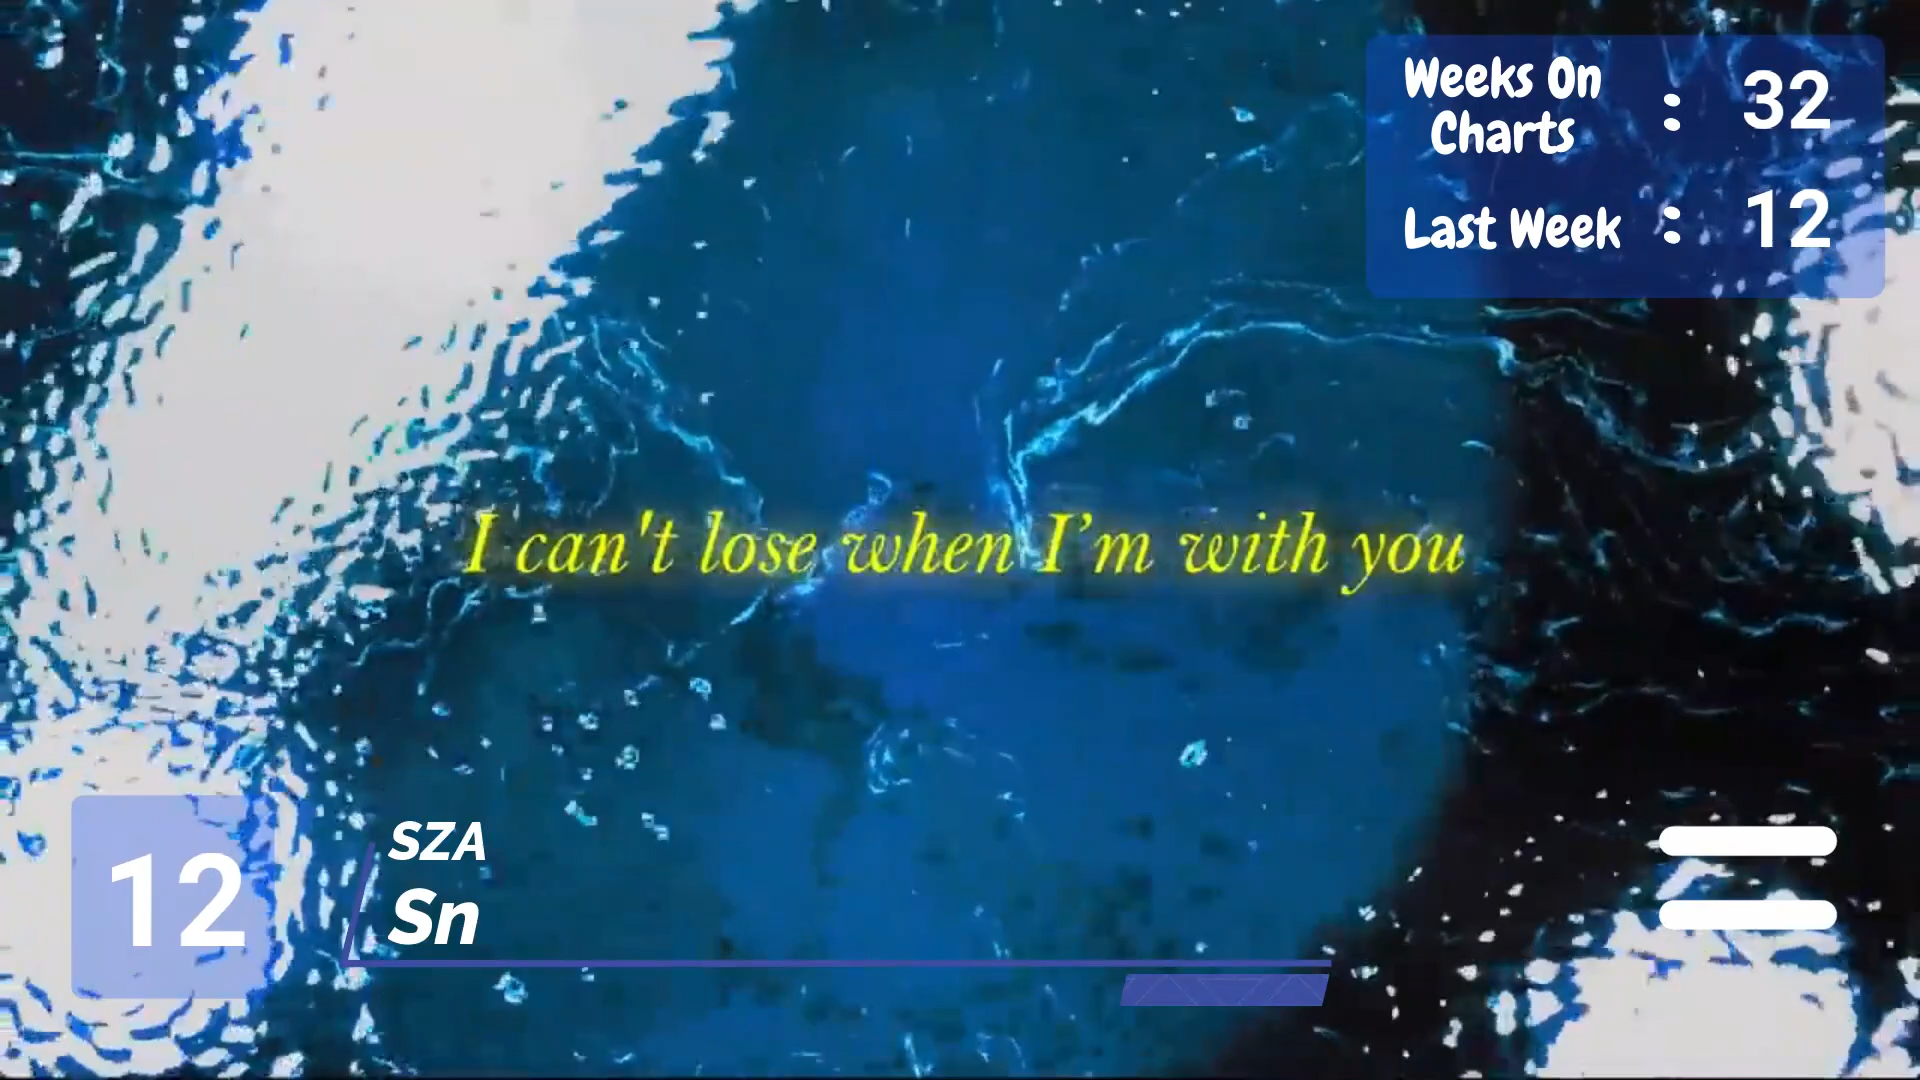 Weeks On
Charts : 32
Last Week : 12
I can't lose when I’m with you
12
SZA
Sn